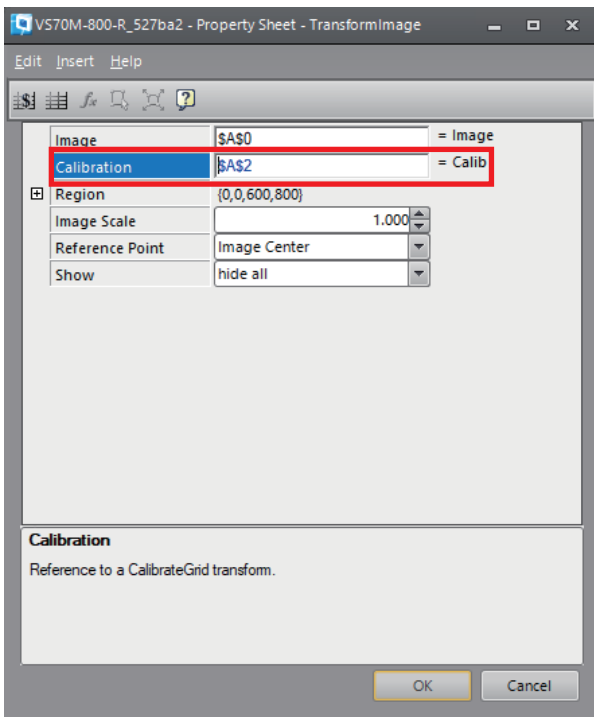 VS70M-800-R_527ba2 - Property Sheet - TransformImage
Edit Insert Help
Image $A$0 = Image
Calibration $A$2 = Calib
Region {0,0,600,800}
Image Scale 1.000
Reference Point Image Center
Show hide all
Calibration
Reference to a CalibrateGrid transform.
OK Cancel